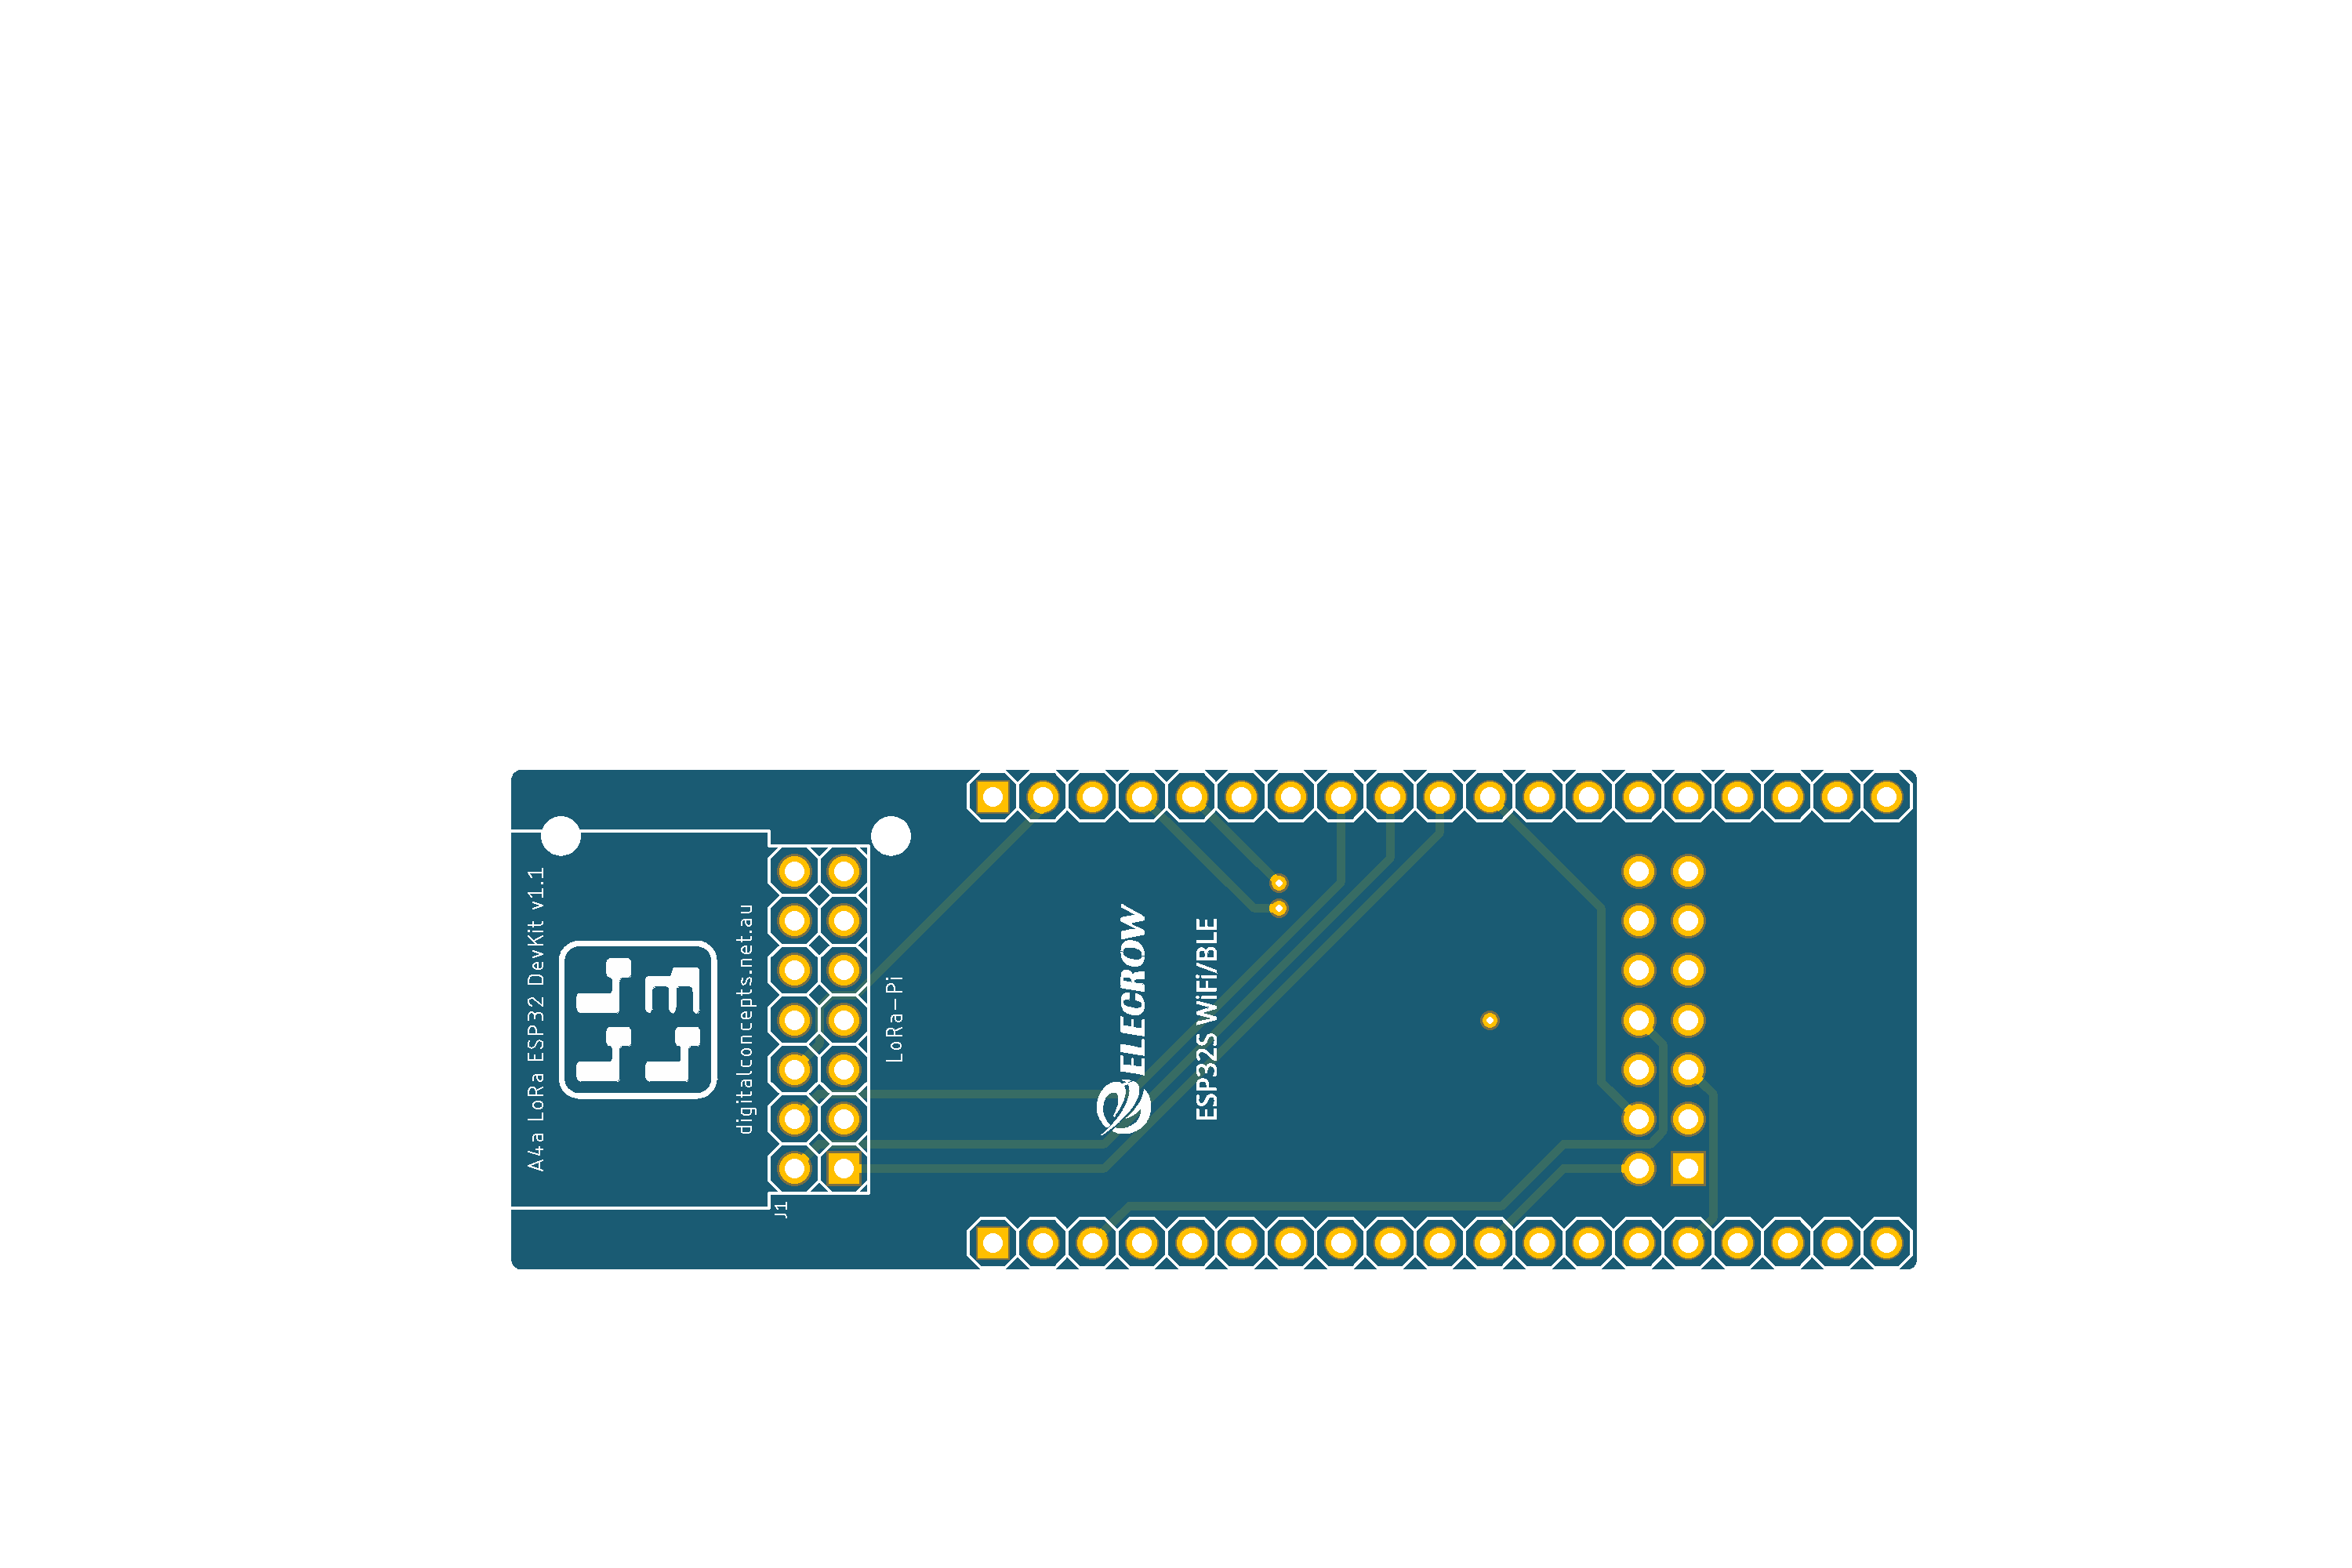 A4a LoRa ESP32 DevKit v1.1
digitalconcepts.net.au
J1
LoRa-Pi
ELECROW
ESP32S WiFi/BLE